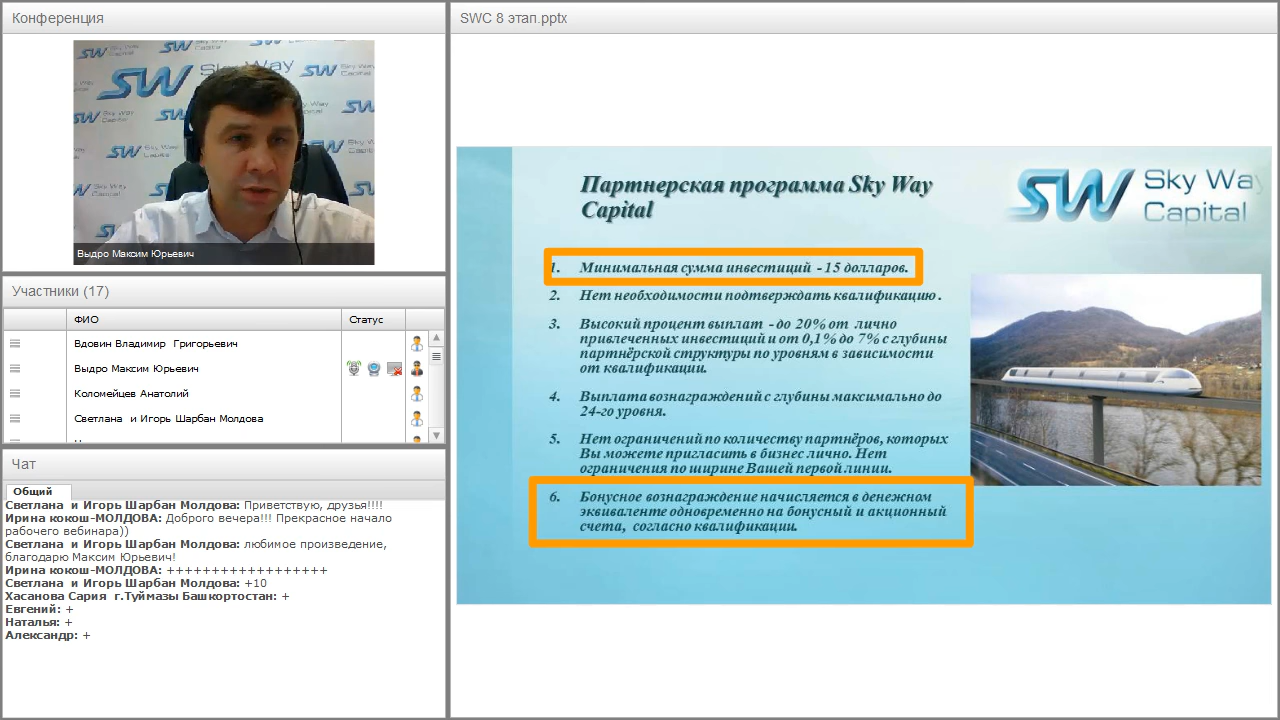 Конференция
SWC 8 этап.pptx
SW Sky Way
Capital
Выдро Максим Юрьевич
Участники (17)
ФИО
Статус
Вдовин Владимир Григорьевич
Выдро Максим Юрьевич
Коломейцев Анатолий
Светлана и Игорь Шарбан Молдова
Чат
Общий
Светлана и Игорь Шарбан Молдова: Приветствую, друзья!!!!
Ирина кокош-МОЛДОВА: Доброго вечера!!! Прекрасное начало
рабочего вебинара))
Светлана и Игорь Шарбан Молдова: любимое произведение,
благодарю Максим Юрьевич!
Ирина кокош-МОЛДОВА: ++++++++++++++++++
Светлана и Игорь Шарбан Молдова: +10
Хасанова Сария г.Туймазы Башкортостан: +
Евгений: +
Наталья: +
Александр: +
Партнерская программа Sky Way
Capital
SW Sky Way
Capital
1. Минимальная сумма инвестиций - 15 долларов.
2. Нет необходимости подтверждать квалификацию .
3. Высокий процент выплат - до 20% от лично
привлеченных инвестиций и от 0,1% до 7% с глубины
партнёрской структуры по уровням в зависимости
от квалификации.
4. Выплата вознаграждений с глубины максимально до
24-го уровня.
5. Нет ограничений по количеству партнёров, которых
Вы можете пригласить в бизнес лично. Нет
ограничения по ширине Вашей первой линии.
6. Бонусное вознаграждение начисляется в денежном
эквиваленте одновременно на бонусный и акционный
счета, согласно квалификации.